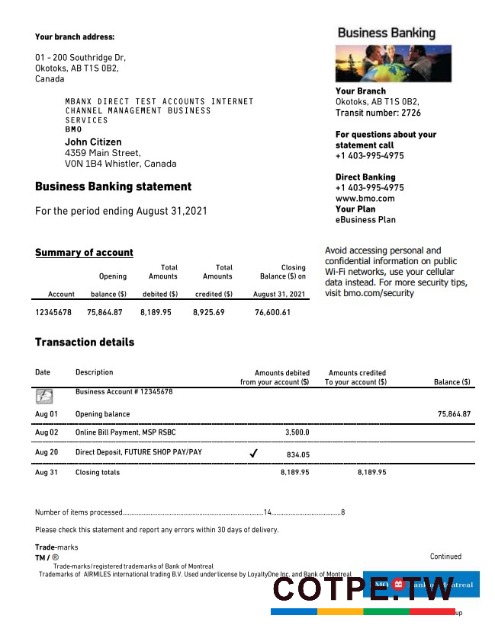 Your branch address:
01 - 200 Southridge Dr,
Okotoks, AB T1S 0B2,
Canada
MBANX DIRECT TEST ACCOUNTS INTERNET
CHANNEL MANAGEMENT BUSINESS
SERVICES
BMO
John Citizen
4359 Main Street,
V0N 1B4 Whistler, Canada
Business Banking statement
For the period ending August 31,2021
Business Banking
Your Branch
Okotoks, AB T1S 0B2,
Transit number: 2726
For questions about your
statement call
+1 403-995-4975
Direct Banking
+1 403-995-4975
www.bmo.com
Your Plan
eBusiness Plan
Avoid accessing personal and
confidential information on public
Wi-Fi networks, use your cellular
data instead. For more security tips,
visit bmo.com/security
Summary of account
Opening Total Total Closing
Amounts Amounts Balance ($) on
Account balance ($) debited ($) credited ($) August 31, 2021
12345678 75,864.87 8,189.95 8,925.69 76,600.61
Transaction details
Date Description Amounts debited Amounts credited
from your account ($) To your account ($) Balance ($)
Business Account # 12345678
Aug 01 Opening balance 75,864.87
Aug 02 Online Bill Payment, MSP RSBC 3,500.0
Aug 20 Direct Deposit, FUTURE SHOP PAY/PAY ✓ 834.05
Aug 31 Closing totals 8,189.95 8,189.95
Number of items processed...14...8
Please check this statement and report any errors within 30 days of delivery.
Trade-marks
TM / ®
Continued
Trade-marks/registered trademarks of Bank of Montreal
Trademarks of AIRMILES international trading B.V. Used under license by LoyaltyOne Inc. and Bank of Montreal
COTPE.TW
Montreal